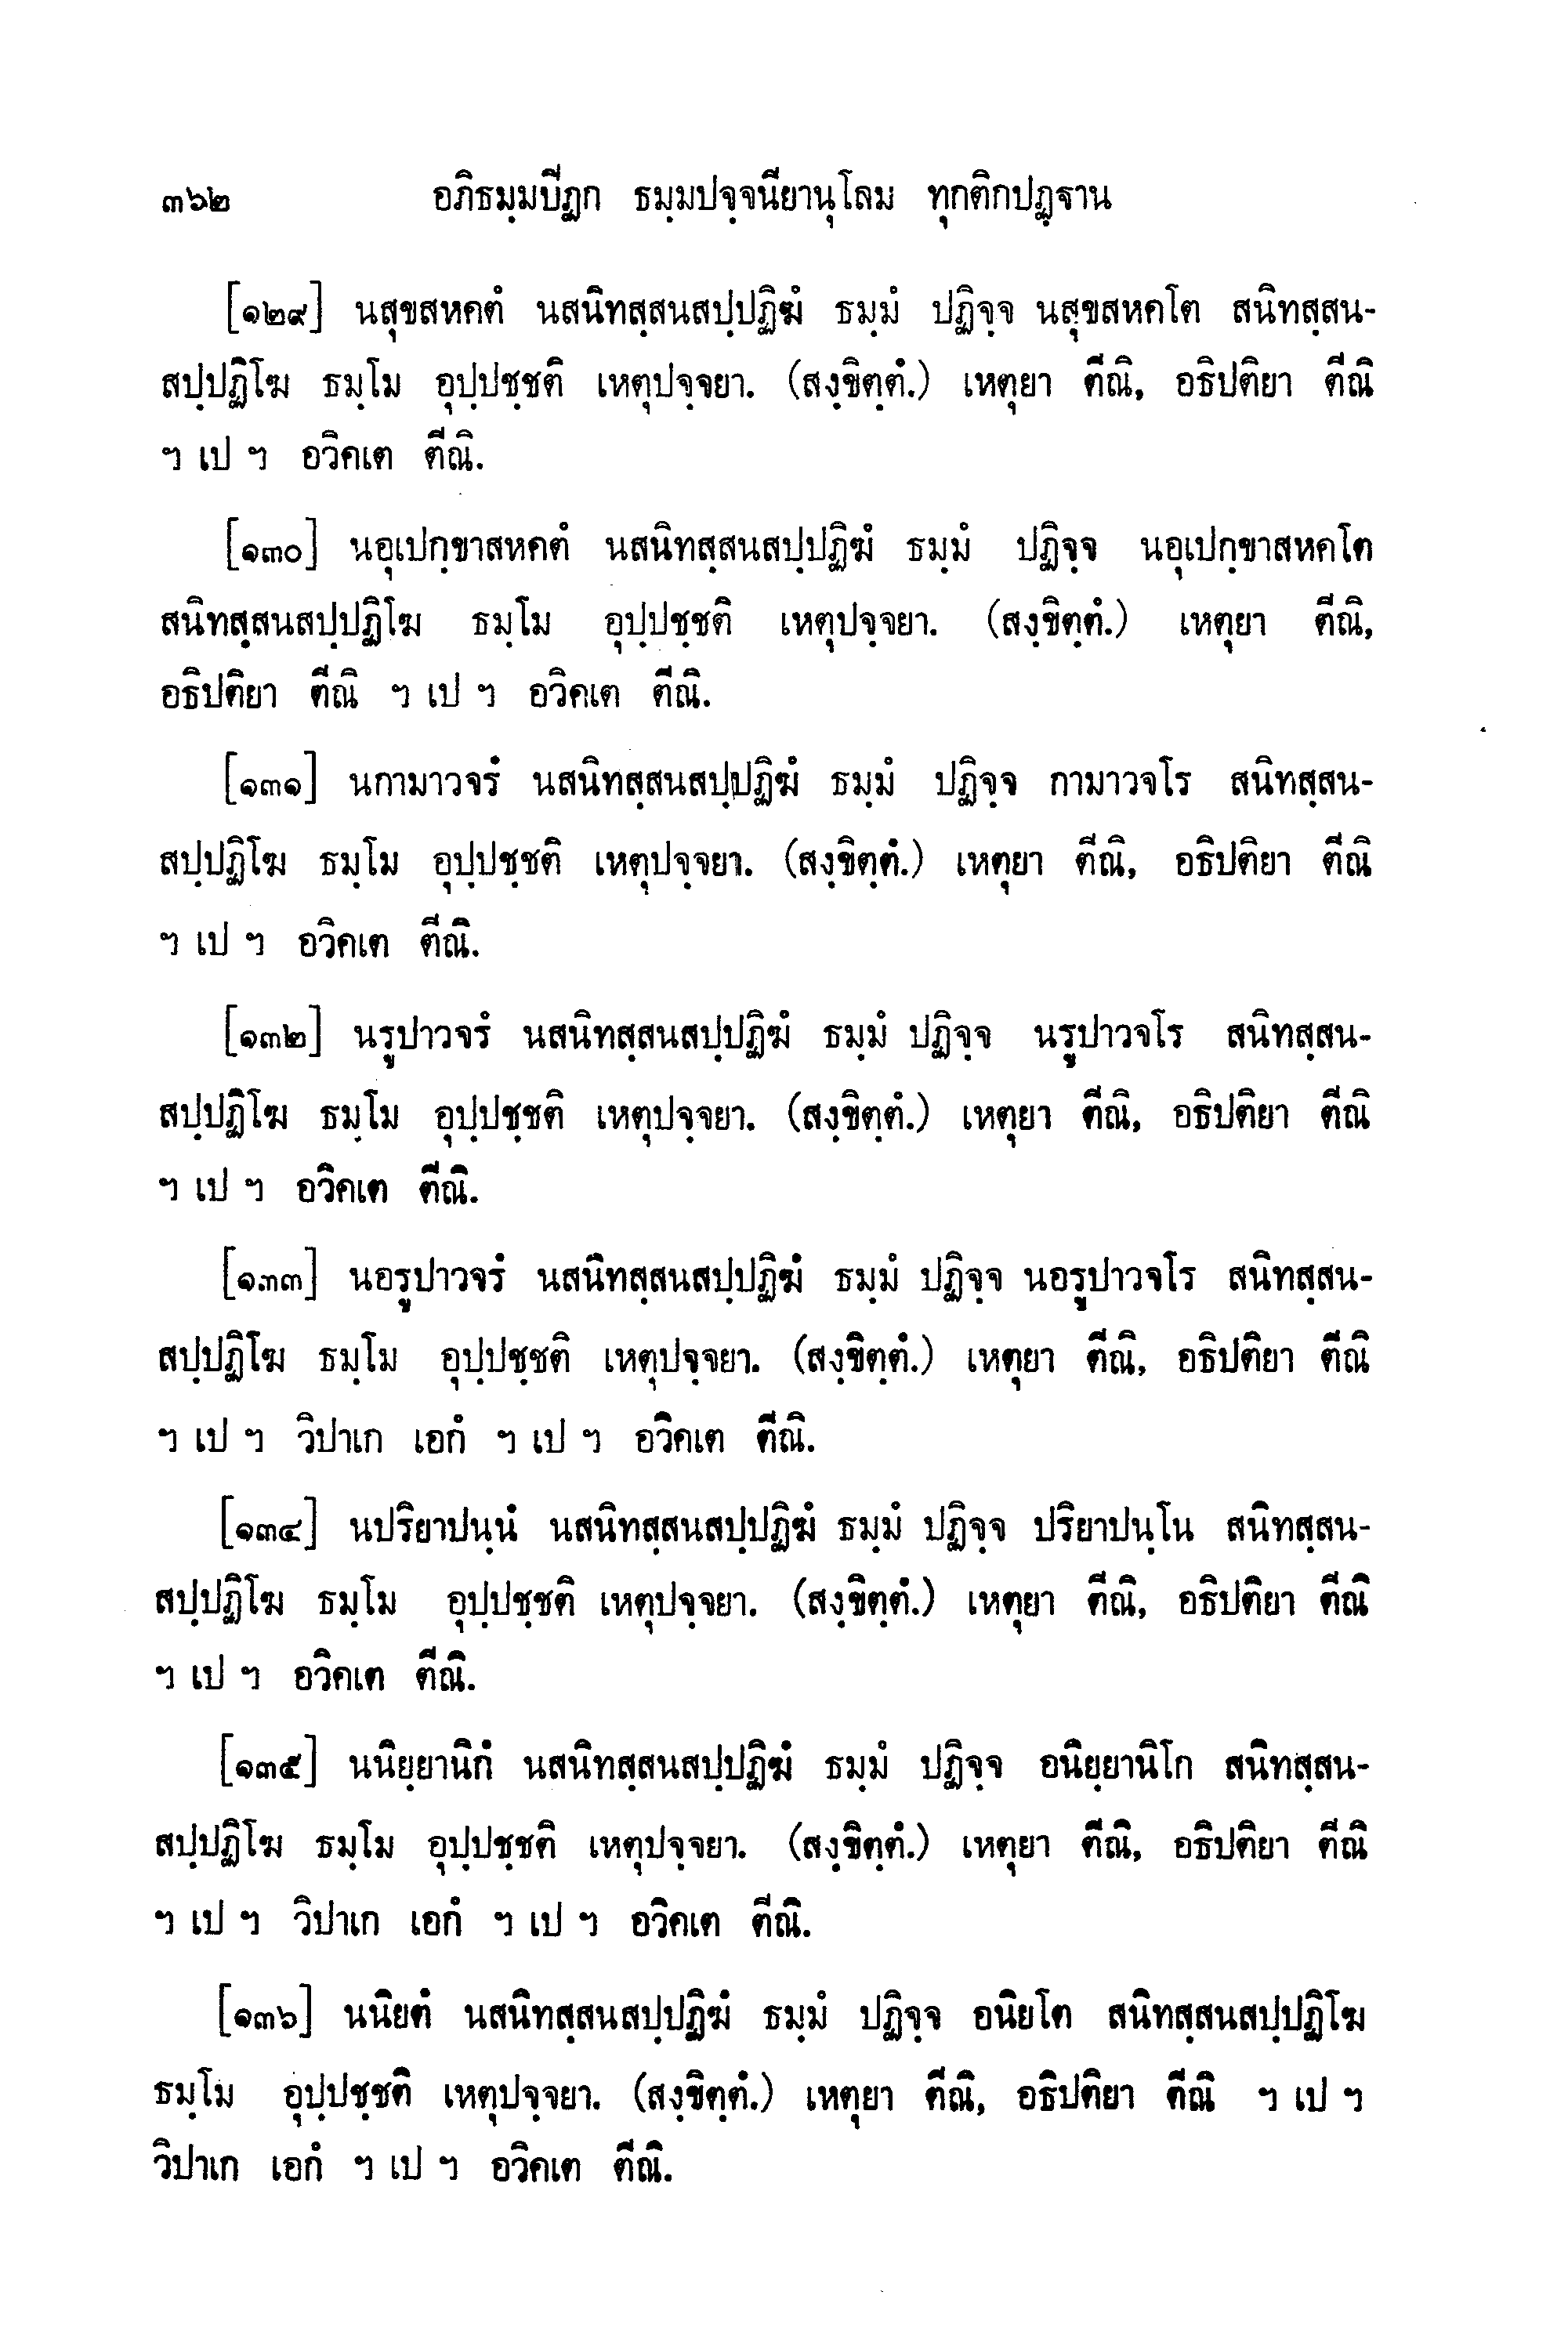 ๓๖๒ อภิธมฺมปีฏก ธมฺมปจฺจนียานุโลม ทุกติกปฏฺฐาน
[๑๒๙] นสุขสหคตํ นสนิทสฺสนสปฺปฏิฆํ ธมฺมํ ปฏิจฺจ นสุขสหคโต สนิทสฺสน-
สปฺปฏิโฆ ธมฺโม อุปฺปชฺชติ เหตุปจฺจยา. (สงฺขิตฺตํ.) เหตุยา ตีณิ, อธิปติยา ตีณิ
ฯ เป ฯ อวิคเต ตีณิ.
[๑๓๐] นอุเปกฺขาสหคตํ นสนิทสฺสนสปฺปฏิฆํ ธมฺมํ ปฏิจฺจ นอุเปกฺขาสหคโต
สนิทสฺสนสปฺปฏิโฆ ธมฺโม อุปฺปชฺชติ เหตุปจฺจยา. (สงฺขิตฺตํ.) เหตุยา ตีณิ,
อธิปติยา ตีณิ ฯ เป ฯ อวิคเต ตีณิ.
[๑๓๑] นกามาวจรํ นสนิทสฺสนสปฺปฏิฆํ ธมฺมํ ปฏิจฺจ กามาวจโร สนิทสฺสน-
สปฺปฏิโฆ ธมฺโม อุปฺปชฺชติ เหตุปจฺจยา. (สงฺขิตฺตํ.) เหตุยา ตีณิ, อธิปติยา ตีณิ
ฯ เป ฯ อวิคเต ตีณิ.
[๑๓๒] นรูปาวจรํ นสนิทสฺสนสปฺปฏิฆํ ธมฺมํ ปฏิจฺจ นรูปาวจโร สนิทสฺสน-
สปฺปฏิโฆ ธมฺโม อุปฺปชฺชติ เหตุปจฺจยา. (สงฺขิตฺตํ.) เหตุยา ตีณิ, อธิปติยา ตีณิ
ฯ เป ฯ อวิคเต ตีณิ.
[๑๓๓] นอรูปาวจรํ นสนิทสฺสนสปฺปฏิฆํ ธมฺมํ ปฏิจฺจ นอรูปาวจโร สนิทสฺสน-
สปฺปฏิโฆ ธมฺโม อุปฺปชฺชติ เหตุปจฺจยา. (สงฺขิตฺตํ.) เหตุยา ตีณิ, อธิปติยา ตีณิ
ฯ เป ฯ วิปาเก เอกํ ฯ เป ฯ อวิคเต ตีณิ.
[๑๓๔] นปริยาปนฺนํ นสนิทสฺสนสปฺปฏิฆํ ธมฺมํ ปฏิจฺจ ปริยาปนฺโน สนิทสฺสน-
สปฺปฏิโฆ ธมฺโม อุปฺปชฺชติ เหตุปจฺจยา. (สงฺขิตฺตํ.) เหตุยา ตีณิ, อธิปติยา ตีณิ
ฯ เป ฯ อวิคเต ตีณิ.
[๑๓๕] นนิยฺยานิกํ นสนิทสฺสนสปฺปฏิฆํ ธมฺมํ ปฏิจฺจ อนิยฺยานิโก สนิทสฺสน-
สปฺปฏิโฆ ธมฺโม อุปฺปชฺชติ เหตุปจฺจยา. (สงฺขิตฺตํ.) เหตุยา ตีณิ, อธิปติยา ตีณิ
ฯ เป ฯ วิปาเก เอกํ ฯ เป ฯ อวิคเต ตีณิ.
[๑๓๖] นนิยตํ นสนิทสฺสนสปฺปฏิฆํ ธมฺมํ ปฏิจฺจ อนิยโต สนิทสฺสนสปฺปฏิโฆ
ธมฺโม อุปฺปชฺชติ เหตุปจฺจยา. (สงฺขิตฺตํ.) เหตุยา ตีณิ, อธิปติยา ตีณิ ฯ เป ฯ
วิปาเก เอกํ ฯ เป ฯ อวิคเต ตีณิ.